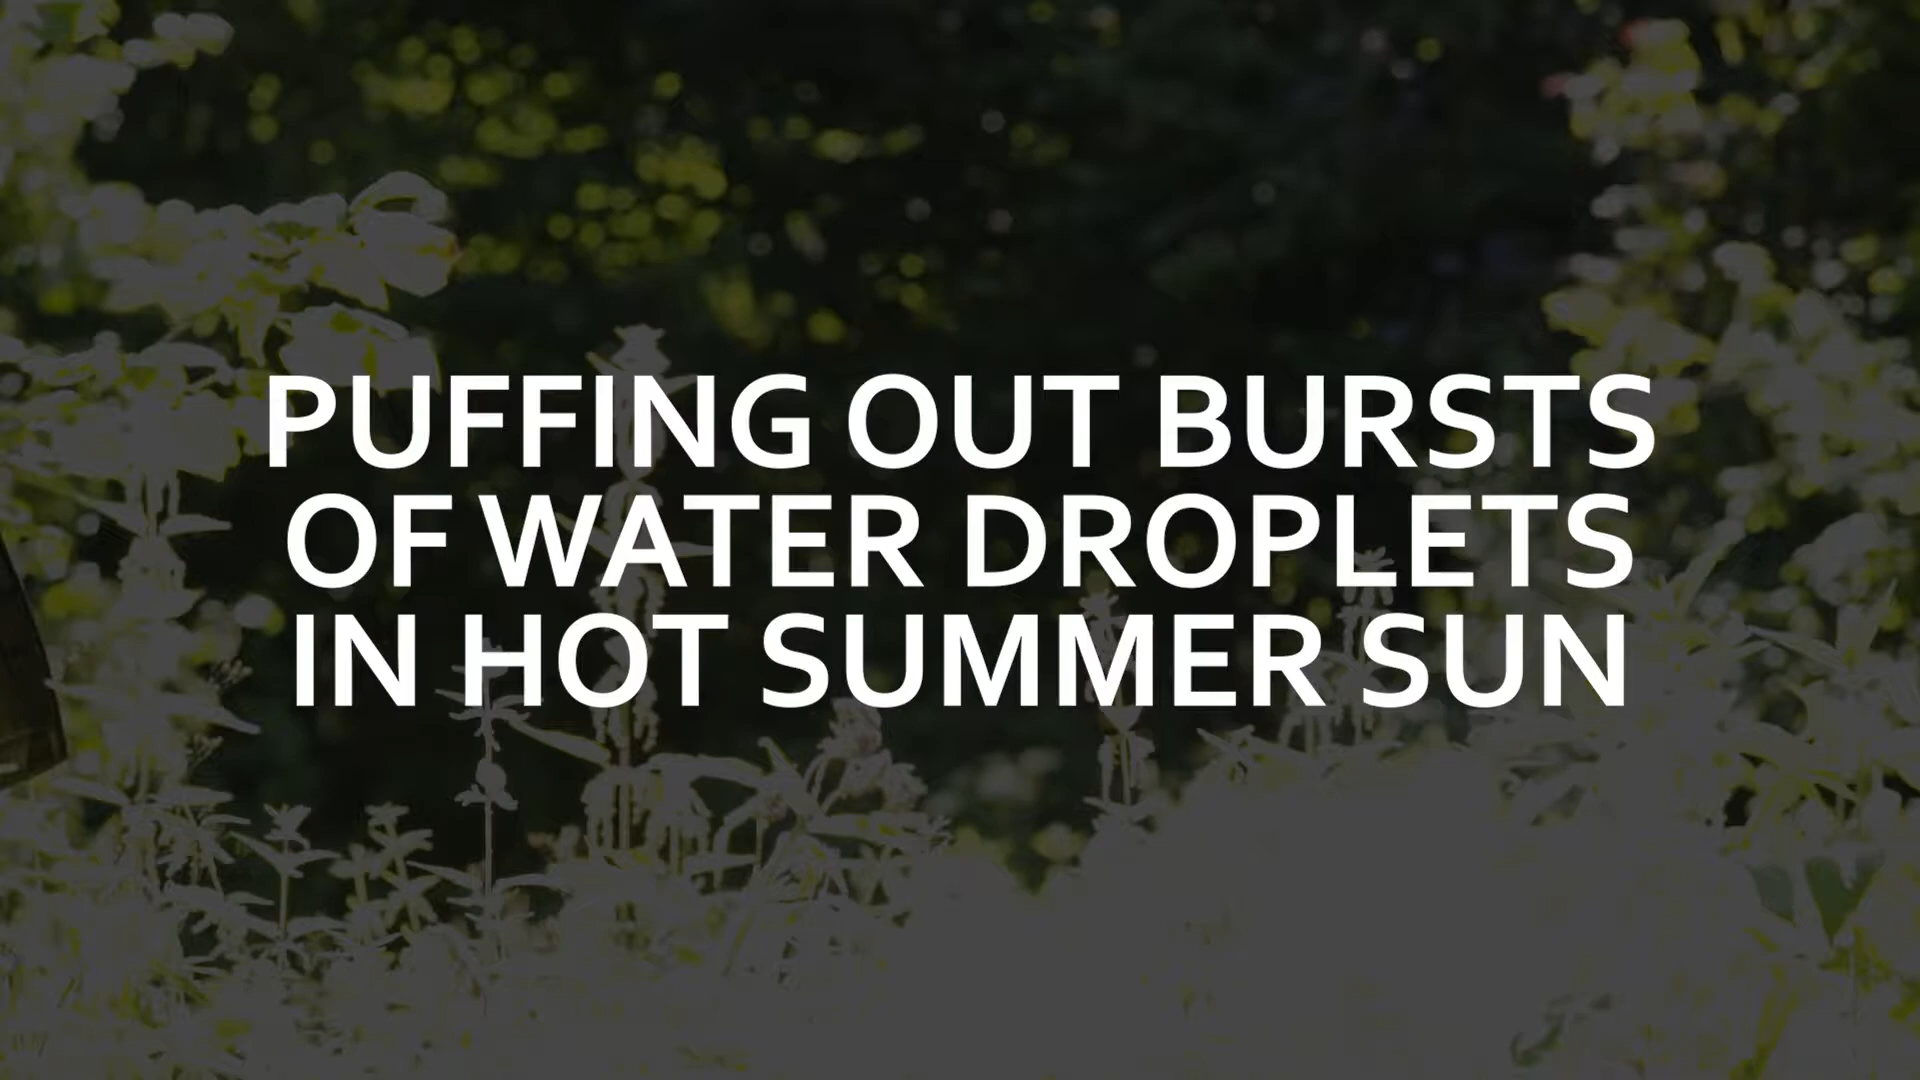 PUFFING OUT BURSTS
OF WATER DROPLETS
IN HOT SUMMER SUN